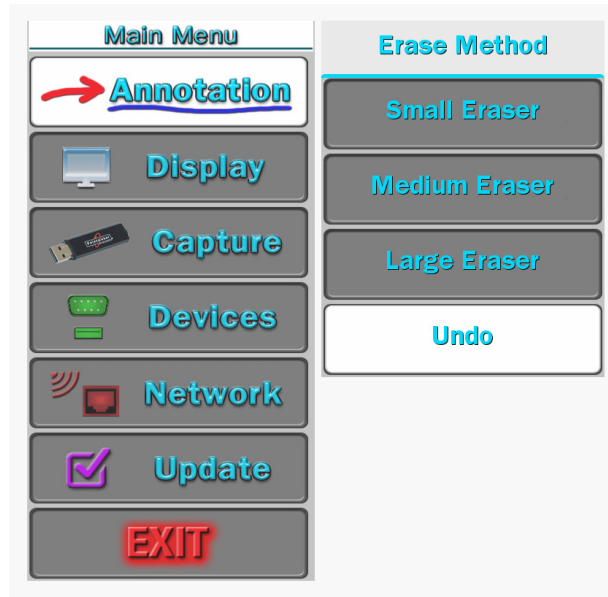 Main Menu
Annotation
Display
Capture
Devices
Network
Update
EXIT
Erase Method
Small Eraser
Medium Eraser
Large Eraser
Undo